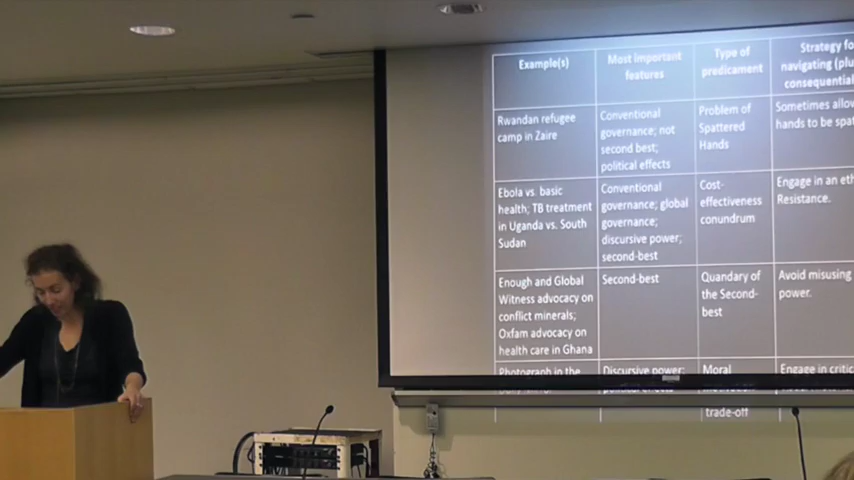 Example(s)
Most important
features
Type of
predicament
Strategy fo
navigating (plu
consequential
Rwandan refugee
camp in Zaire
Conventional
governance; not
second best;
political effects
Problem of
Spattered
Hands
Sometimes allow
hands to be spat
Ebola vs. basic
health; TB treatment
in Uganda vs. South
Sudan
Conventional
governance; global
governance;
discursive power;
second-best
Cost-
effectiveness
conundrum
Engage in an eth
Resistance.
Enough and Global
Witness advocacy on
conflict minerals;
Oxfam advocacy on
health care in Ghana
Second-best
Quandary of
the Second-
best
Avoid misusing
power.
Photograph in the
Discursive power;
Moral
trade-off
Engage in critic